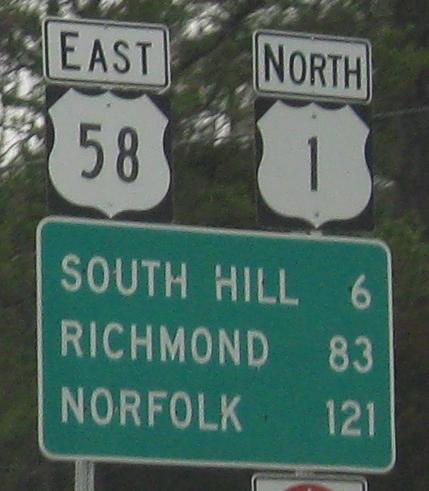 EAST NORTH
58 1
SOUTH HILL 6
RICHMOND 83
NORFOLK 121